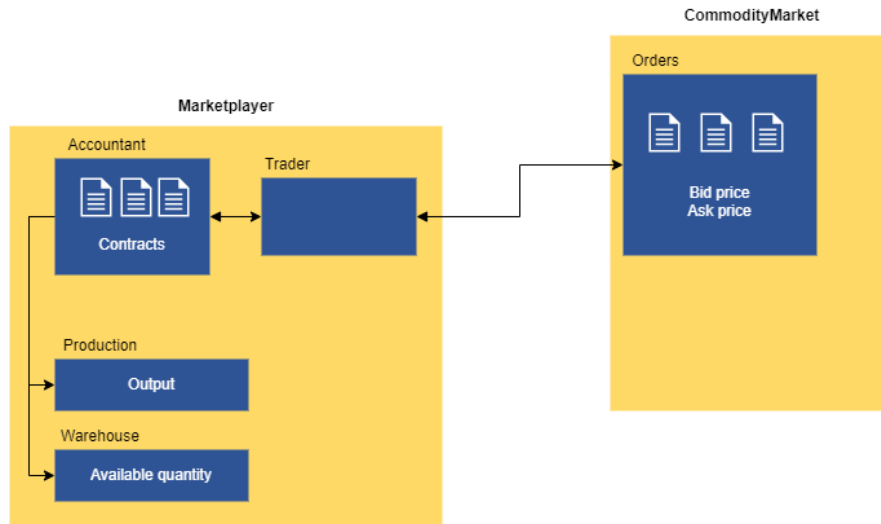 CommodityMarket
Orders
Bid price
Ask price
Marketplayer
Accountant
Contracts
Trader
Production
Output
Warehouse
Available quantity